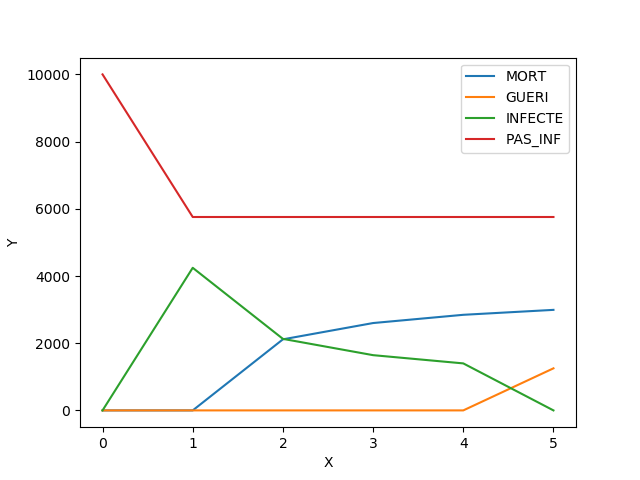 10000
8000
6000
4000
2000
0
Y
0 1 2 3 4 5
X
MORT
GUERI
INFECTE
PAS_INF